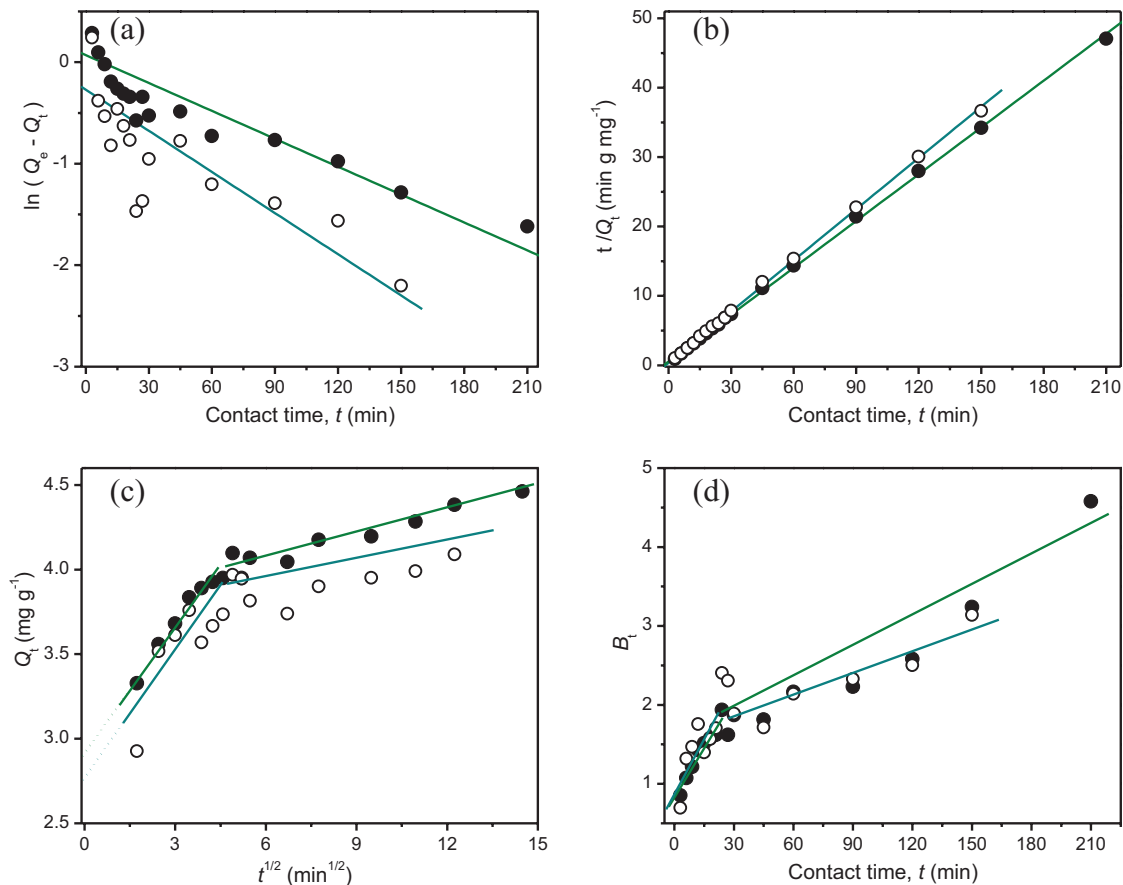 (a)
0
-1
-2
-3
ln ( Qe - Qt )
0 30 60 90 120 150 180 210
Contact time, t (min)
(b)
50
40
30
20
10
0
t /Qt (min g mg⁻¹)
0 30 60 90 120 150 180 210
Contact time, t (min)
(c)
4.5
4.0
3.5
3.0
2.5
Qt (mg g⁻¹)
0 3 6 9 12 15
t^1/2 (min^1/2)
(d)
5
4
3
2
1
Bt
0 30 60 90 120 150 180 210
Contact time, t (min)